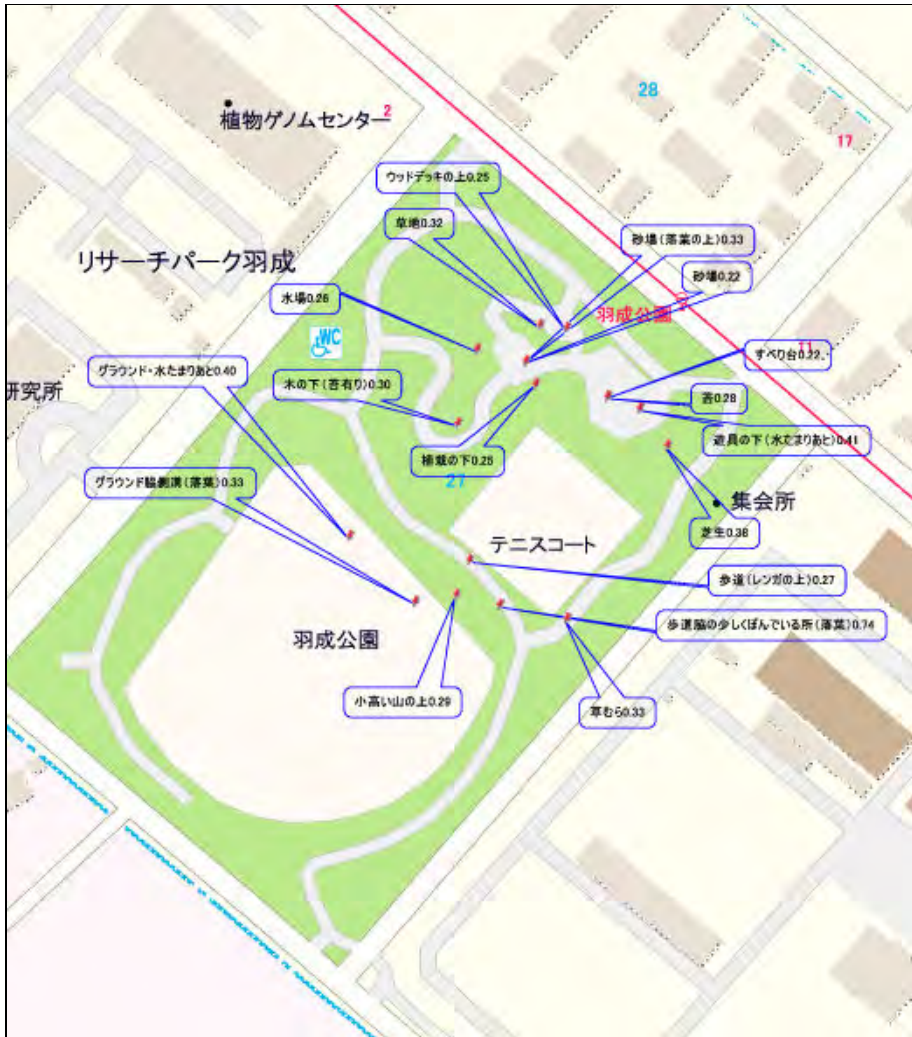 28
植物ゲノムセンター
2
17
ウッドデッキの上0.25
草地0.32
砂場(落葉の上)0.33
リサーチパーク羽成
砂場0.22
水場0.26
羽成公園
WC
11
すべり台0.22
グラウンド・水たまりあと0.40
研究所
木の下(苔有り)0.30
苔0.28
遊具の下(水たまりあと)0.41
植栽の下0.25
グラウンド脇側溝(落葉)0.33
27
集会所
芝生0.38
テニスコート
歩道(レンガの上)0.27
歩道脇の少しくぼんでいる所(落葉)0.74
羽成公園
小高い山の上0.29
草むら0.33